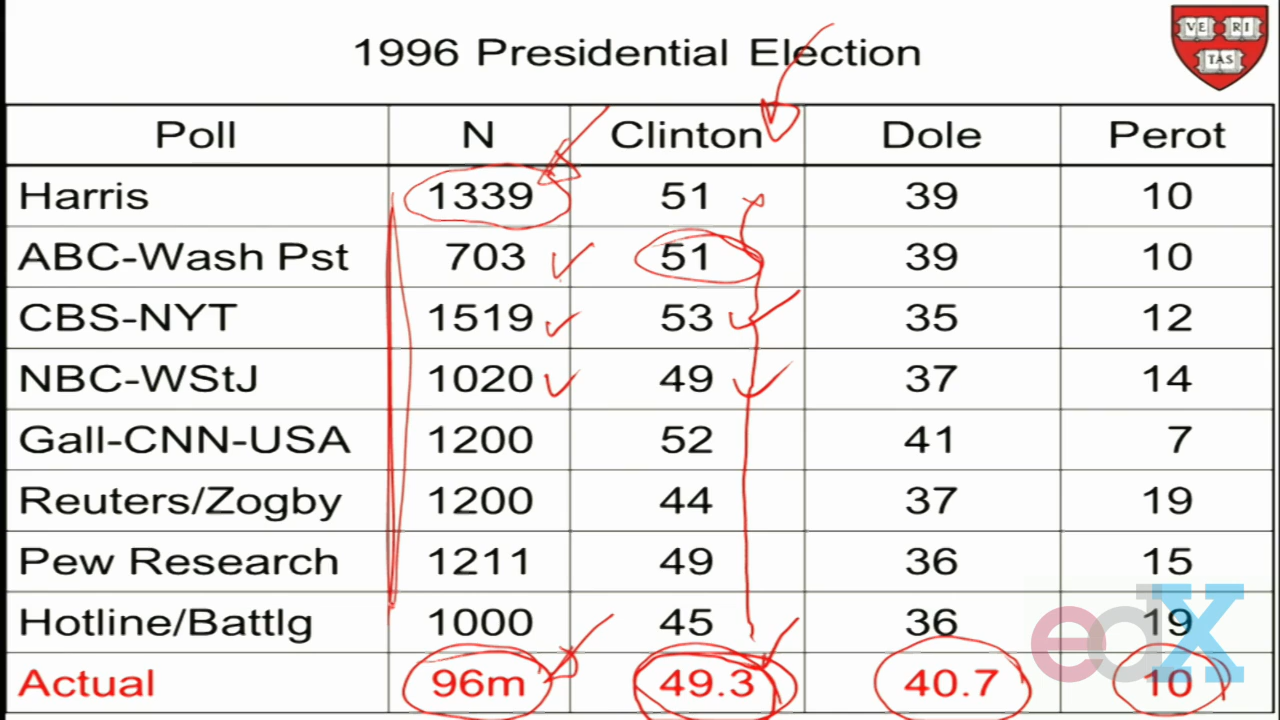 VE RI TAS
1996 Presidential Election
Poll N Clinton Dole Perot
Harris 1339 51 39 10
ABC-Wash Pst 703 51 39 10
CBS-NYT 1519 53 35 12
NBC-WStJ 1020 49 37 14
Gall-CNN-USA 1200 52 41 7
Reuters/Zogby 1200 44 37 19
Pew Research 1211 49 36 15
Hotline/Battlg 1000 45 36 19
Actual 96m 49.3 40.7 10
edX